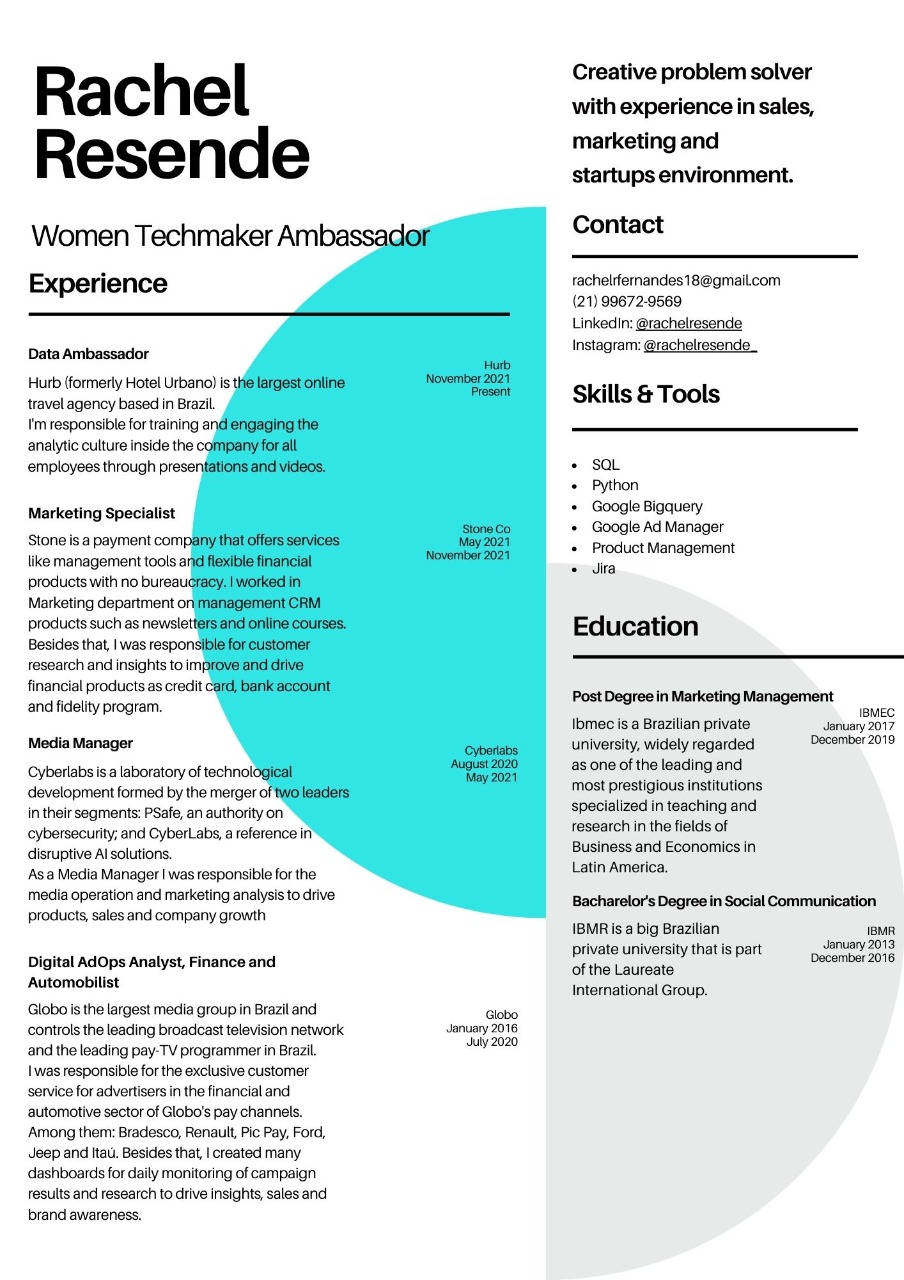 Rachel
Resende
Women Techmaker Ambassador
Experience
Data Ambassador
Hurb
November 2021
Present
Hurb (formerly Hotel Urbano) is the largest online
travel agency based in Brazil.
I'm responsible for training and engaging the
analytic culture inside the company for all
employees through presentations and videos.
Marketing Specialist
Stone Co
May 2021
November 2021
Stone is a payment company that offers services
like management tools and flexible financial
products with no bureaucracy. I worked in
Marketing department on management CRM
products such as newsletters and online courses.
Besides that, I was responsible for customer
research and insights to improve and drive
financial products as credit card, bank account
and fidelity program.
Media Manager
Cyberlabs
August 2020
May 2021
Cyberlabs is a laboratory of technological
development formed by the merger of two leaders
in their segments: PSafe, an authority on
cybersecurity; and CyberLabs, a reference in
disruptive AI solutions.
As a Media Manager I was responsible for the
media operation and marketing analysis to drive
products, sales and company growth
Digital AdOps Analyst, Finance and
Automobilist
Globo
January 2016
July 2020
Globo is the largest media group in Brazil and
controls the leading broadcast television network
and the leading pay-TV programmer in Brazil.
I was responsible for the exclusive customer
service for advertisers in the financial and
automotive sector of Globo's pay channels.
Among them: Bradesco, Renault, Pic Pay, Ford,
Jeep and Itaú. Besides that, I created many
dashboards for daily monitoring of campaign
results and research to drive insights, sales and
brand awareness.
Creative problem solver
with experience in sales,
marketing and
startups environment.
Contact
rachelrfernandes18@gmail.com
(21) 99672-9569
LinkedIn: @rachelresende
Instagram: @rachelresende_
Skills & Tools
• SQL
• Python
• Google Bigquery
• Google Ad Manager
• Product Management
• Jira
Education
Post Degree in Marketing Management
IBMEC
January 2017
December 2019
Ibmec is a Brazilian private
university, widely regarded
as one of the leading and
most prestigious institutions
specialized in teaching and
research in the fields of
Business and Economics in
Latin America.
Bacharelor's Degree in Social Communication
IBMR
January 2013
December 2016
IBMR is a big Brazilian
private university that is part
of the Laureate
International Group.